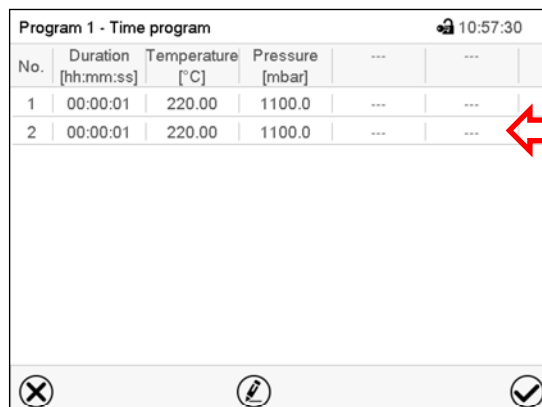 Program 1 - Time program 10:57:30
No. Duration [hh:mm:ss] Temperature [°C] Pressure [mbar] --- ---
1 00:00:01 220.00 1100.0 --- ---
2 00:00:01 220.00 1100.0 --- ---